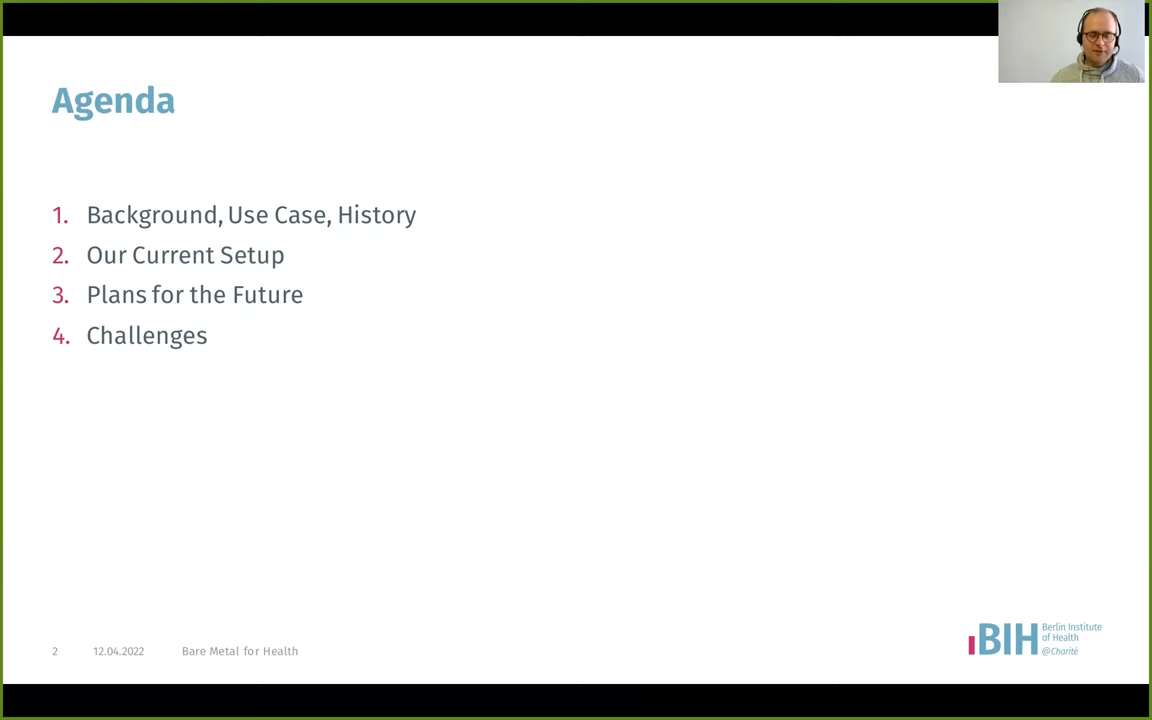 Agenda
1. Background, Use Case, History
2. Our Current Setup
3. Plans for the Future
4. Challenges
2 12.04.2022 Bare Metal for Health
BIH Berlin Institute
of Health
@Charité